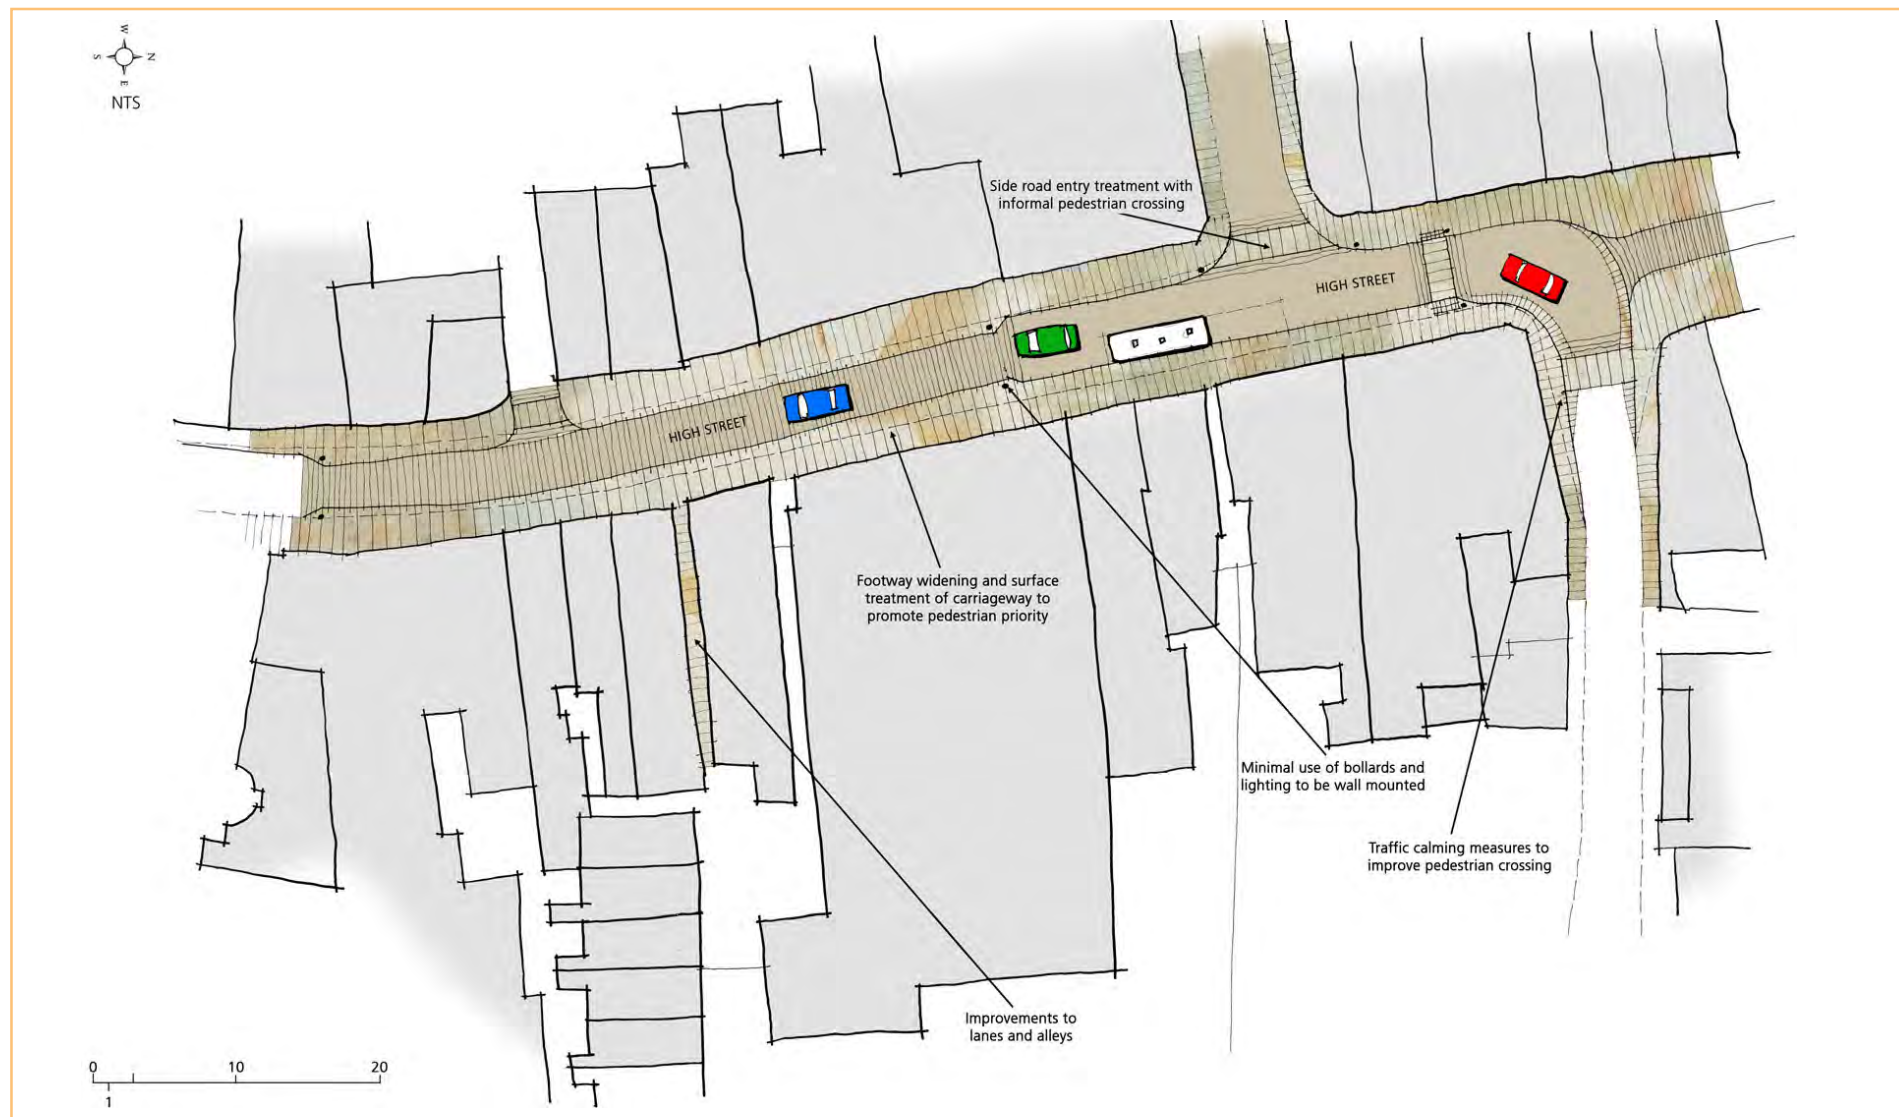 W
S
N
E
NTS
Side road entry treatment with
informal pedestrian crossing
HIGH STREET
HIGH STREET
Footway widening and surface
treatment of carriageway to
promote pedestrian priority
Minimal use of bollards and
lighting to be wall mounted
Traffic calming measures to
improve pedestrian crossing
Improvements to
lanes and alleys
0 10 20
1